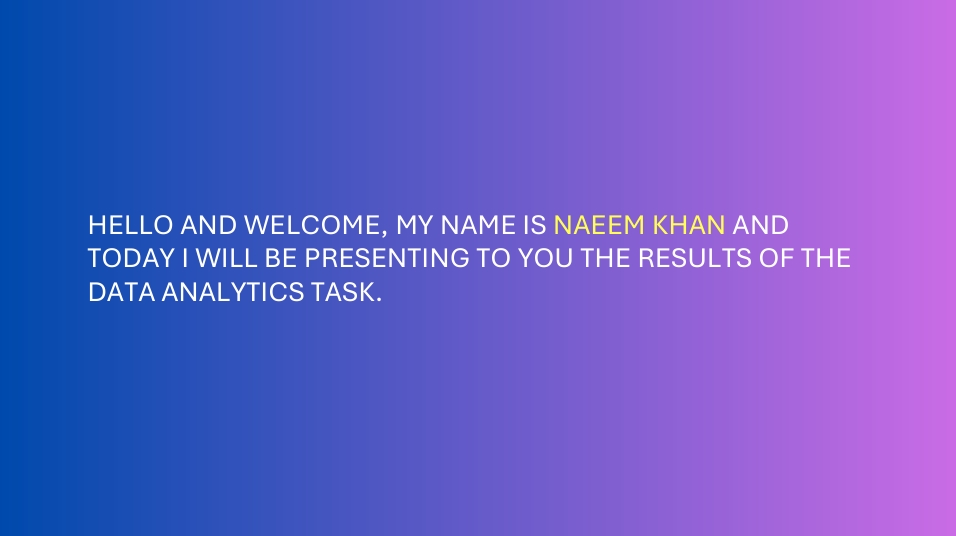 HELLO AND WELCOME, MY NAME IS NAEEM KHAN AND
TODAY I WILL BE PRESENTING TO YOU THE RESULTS OF THE
DATA ANALYTICS TASK.